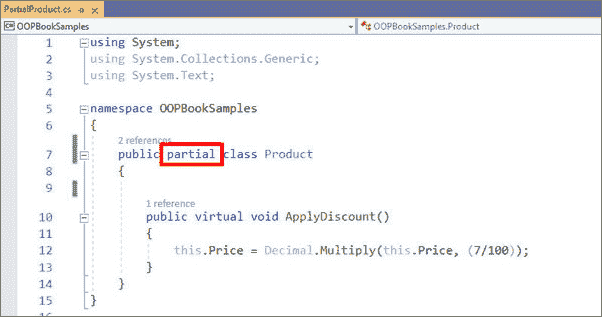 PartialProduct.cs
OOPBookSamples OOPBookSamples.Product
1 using System;
2 using System.Collections.Generic;
3 using System.Text;
4
5 namespace OOPBookSamples
6 {
2 references
7 public partial class Product
8 {
9
1 reference
10 public virtual void ApplyDiscount()
11 {
12 this.Price = Decimal.Multiply(this.Price, (7/100));
13 }
14 }
15 }